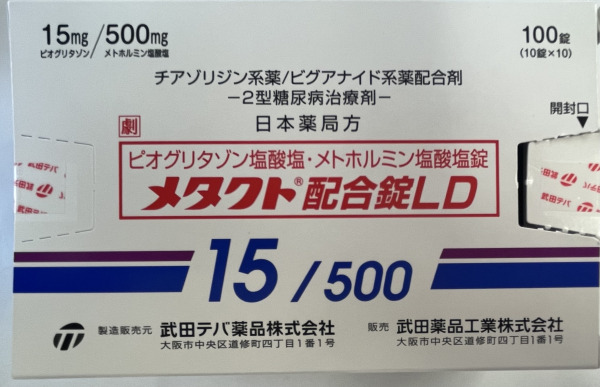 15mg/500mg
ピオグリタゾン メトホルミン塩酸塩
100錠
(10錠×10)
チアゾリジン系薬/ビグアナイド系薬配合剤
−2型糖尿病治療剤−
開封口
劇 日本薬局方
ピオグリタゾン塩酸塩・メトホルミン塩酸塩錠
メタクト®配合錠LD
15/500
製造販売元 武田テバ薬品株式会社
大阪市中央区道修町四丁目1番1号
販売 武田薬品工業株式会社
大阪市中央区道修町四丁目1番1号
武田テバ